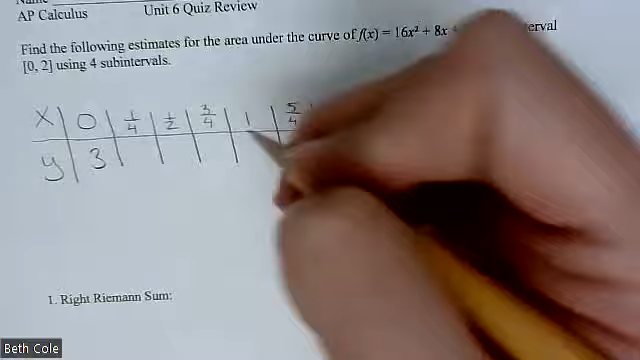 AP Calculus Unit 6 Quiz Review
Find the following estimates for the area under the curve of f(x) = 16x² + 8x
[0, 2] using 4 subintervals.
X 0 1/4 1/2 3/4 1 5/4
y 3
1. Right Riemann Sum:
Beth Cole